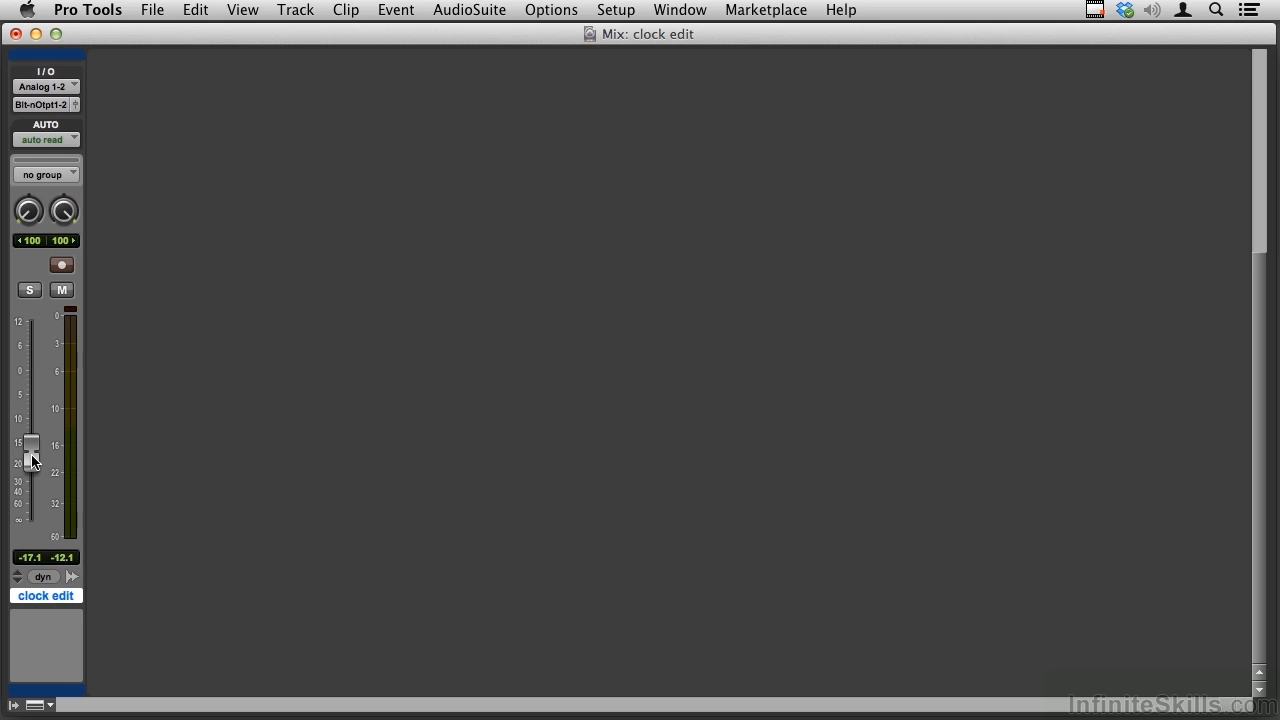 Pro Tools File Edit View Track Clip Event AudioSuite Options Setup Window Marketplace Help
Mix: clock edit
I / O
Analog 1-2
Blt-nOtpt1-2
AUTO
auto read
no group
100 100
S M
12
6
0
5
10
15
20
30
40
60
∞
0
3
6
10
16
22
32
60
-17.1 -12.1
dyn
clock edit
InfiniteSkills.com